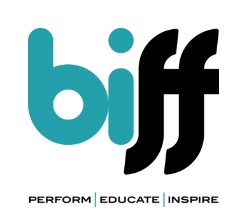 biff
PERFORM | EDUCATE | INSPIRE